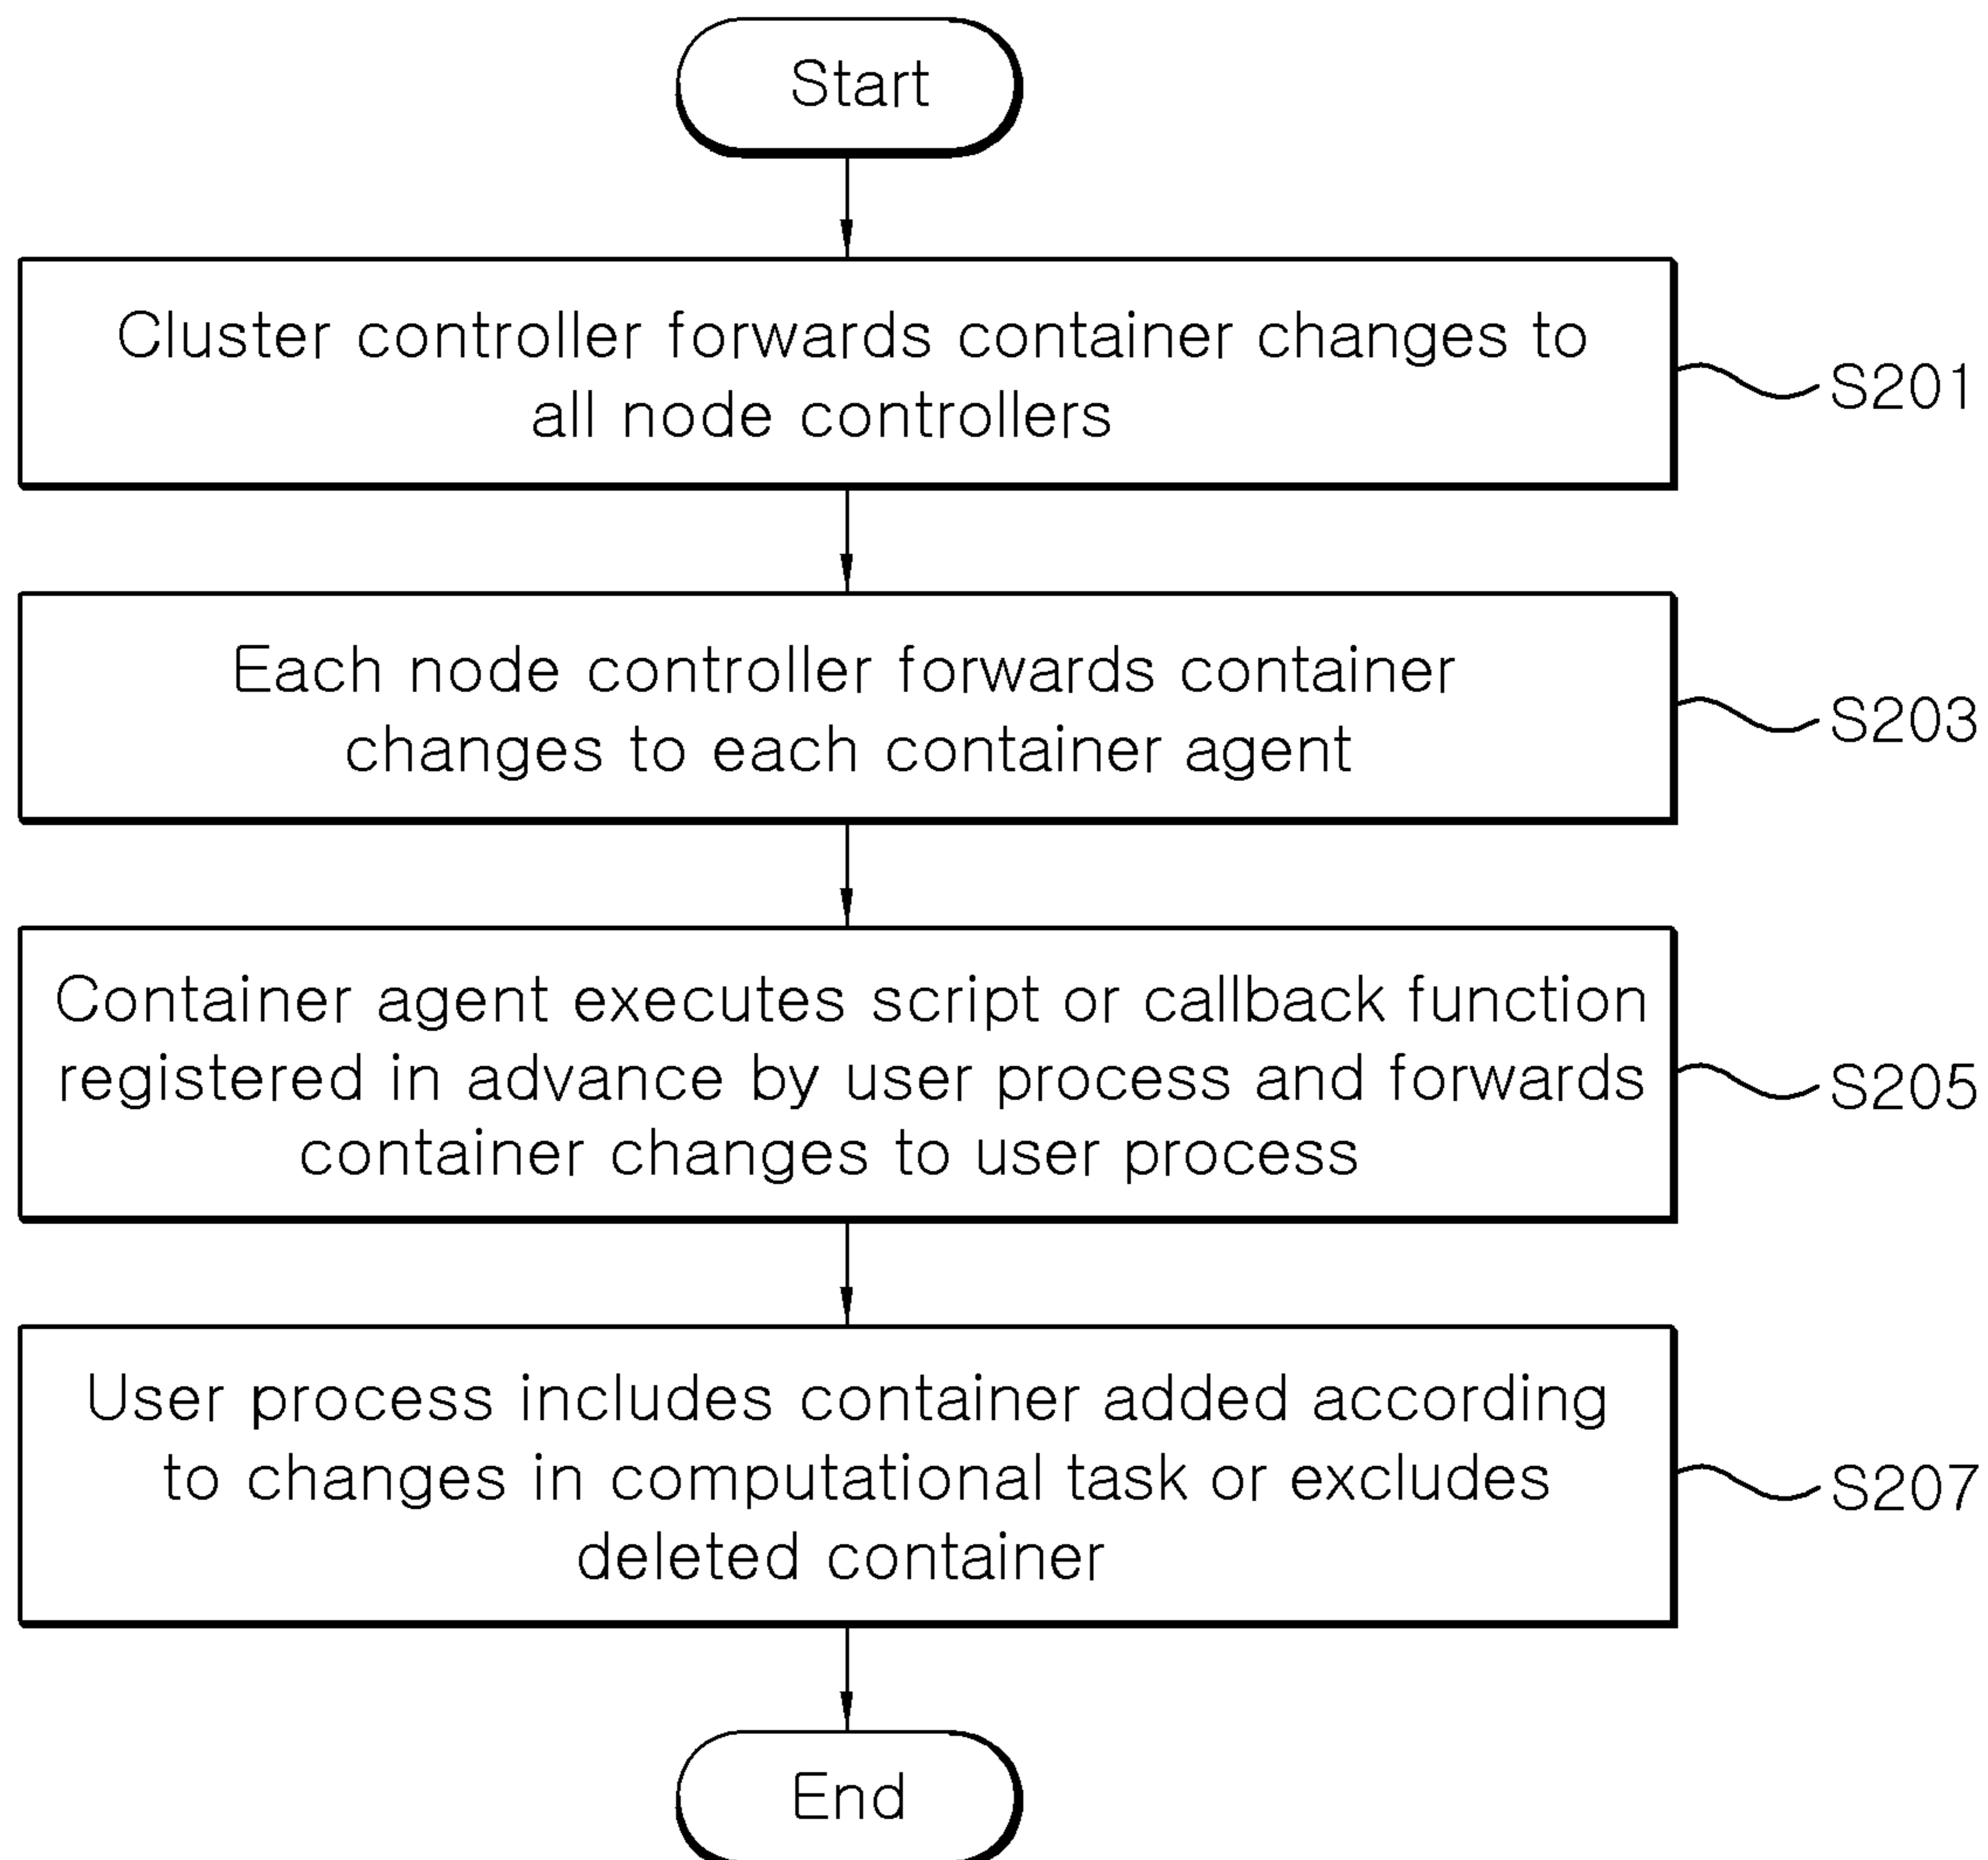 Start
Cluster controller forwards container changes to
all node controllers
S201
Each node controller forwards container
changes to each container agent
S203
Container agent executes script or callback function
registered in advance by user process and forwards
container changes to user process
S205
User process includes container added according
to changes in computational task or excludes
deleted container
S207
End